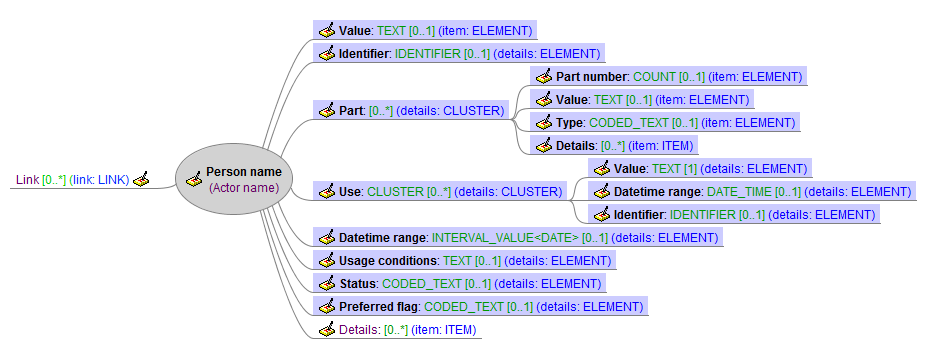 Value: TEXT [0..1] (item: ELEMENT)
Identifier: IDENTIFIER [0..1] (details: ELEMENT)
Part: [0..*] (details: CLUSTER)
Part number: COUNT [0..1] (item: ELEMENT)
Value: TEXT [0..1] (item: ELEMENT)
Type: CODED_TEXT [0..1] (item: ELEMENT)
Details: [0..*] (item: ITEM)
Link [0..*] (link: LINK)
Person name
(Actor name)
Use: CLUSTER [0..*] (details: CLUSTER)
Value: TEXT [1] (details: ELEMENT)
Datetime range: DATE_TIME [0..1] (details: ELEMENT)
Identifier: IDENTIFIER [0..1] (details: ELEMENT)
Datetime range: INTERVAL_VALUE<DATE> [0..1] (details: ELEMENT)
Usage conditions: TEXT [0..1] (details: ELEMENT)
Status: CODED_TEXT [0..1] (details: ELEMENT)
Preferred flag: CODED_TEXT [0..1] (details: ELEMENT)
Details: [0..*] (item: ITEM)